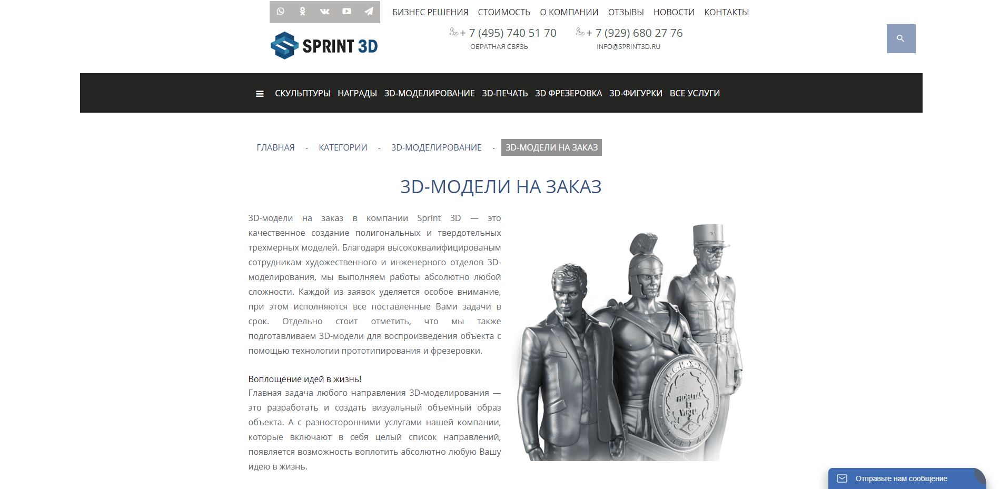 БИЗНЕС РЕШЕНИЯ СТОИМОСТЬ О КОМПАНИИ ОТЗЫВЫ НОВОСТИ КОНТАКТЫ
SPRINT 3D
+ 7 (495) 740 51 70 + 7 (929) 680 27 76
ОБРАТНАЯ СВЯЗЬ INFO@SPRINT3D.RU
СКУЛЬПТУРЫ НАГРАДЫ 3D-МОДЕЛИРОВАНИЕ 3D-ПЕЧАТЬ 3D ФРЕЗЕРОВКА 3D-ФИГУРКИ ВСЕ УСЛУГИ
ГЛАВНАЯ - КАТЕГОРИИ - 3D-МОДЕЛИРОВАНИЕ - 3D-МОДЕЛИ НА ЗАКАЗ
3D-МОДЕЛИ НА ЗАКАЗ
3D-модели на заказ в компании Sprint 3D — это
качественное создание полигональных и твердотельных
трехмерных моделей. Благодаря высококвалифицированым
сотрудникам художественного и инженерного отделов 3D-
моделирования, мы выполняем работы абсолютно любой
сложности. Каждой из заявок уделяется особое внимание,
при этом исполняются все поставленные Вами задачи в
срок. Отдельно стоит отметить, что мы также
подготавливаем 3D-модели для воспроизведения объекта с
помощью технологии прототипирования и фрезеровки.
Воплощение идей в жизнь!
Главная задача любого направления 3D-моделирования —
это разработать и создать визуальный объемный образ
объекта. А с разносторонними услугами нашей компании,
которые включают в себя целый список направлений,
появляется возможность воплотить абсолютно любую Вашу
идею в жизнь.
ET
Отправьте нам сообщение